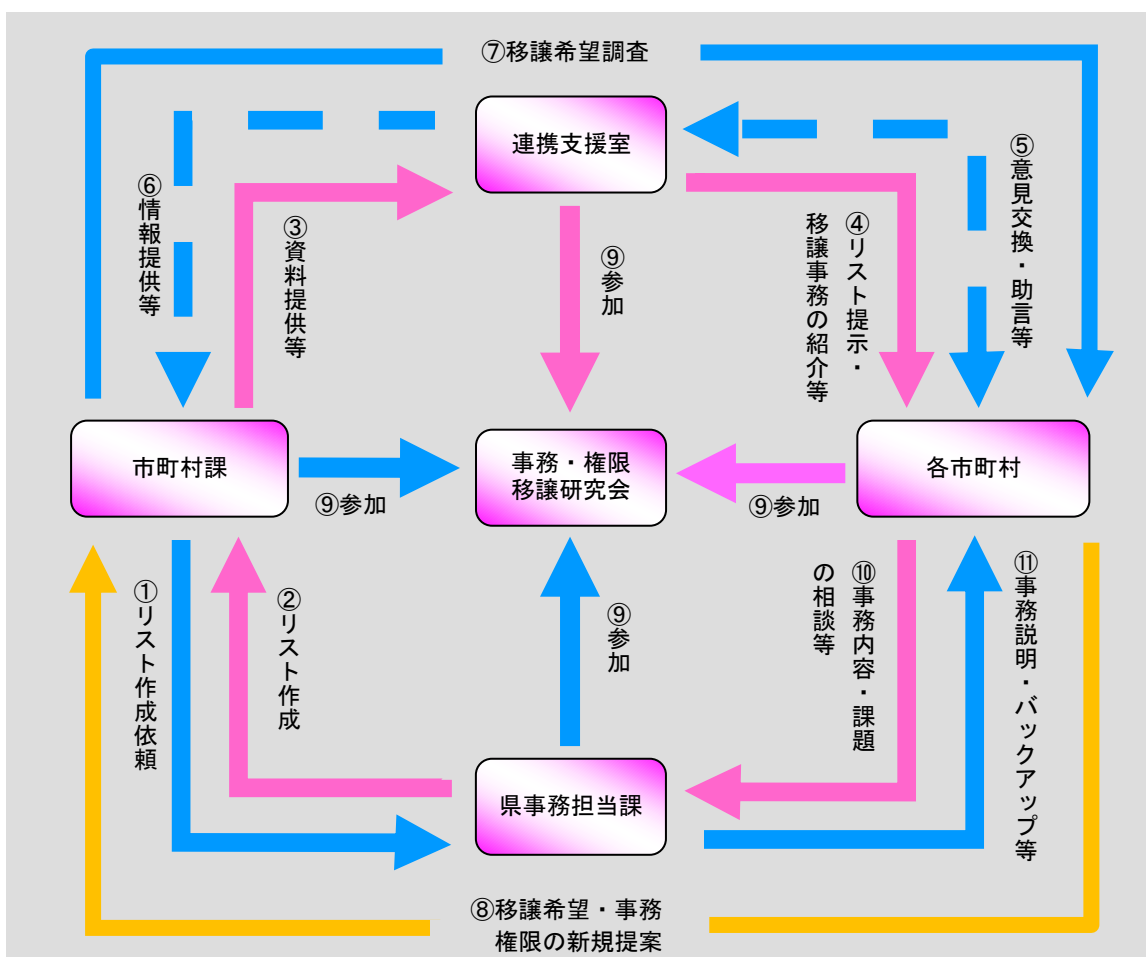 ⑦移譲希望調査
連携支援室
⑥情報提供等
③資料提供等
⑨参加
④リスト提示・
移譲事務の紹介等
⑤意見交換・助言等
市町村課
⑨参加
事務・権限
移譲研究会
⑨参加
各市町村
①リスト作成依頼
②リスト作成
⑨参加
⑩事務内容・課題
の相談等
⑪事務説明・バックアップ等
県事務担当課
⑧移譲希望・事務
権限の新規提案